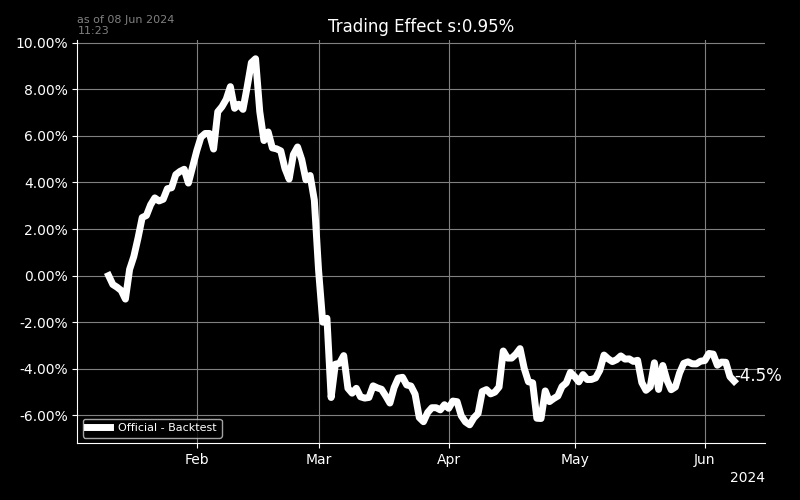 as of 08 Jun 2024
11:23
Trading Effect s:0.95%
10.00%
8.00%
6.00%
4.00%
2.00%
0.00%
-2.00%
-4.00%
-6.00%
-4.5%
Official - Backtest
Feb
Mar
Apr
May
Jun
2024